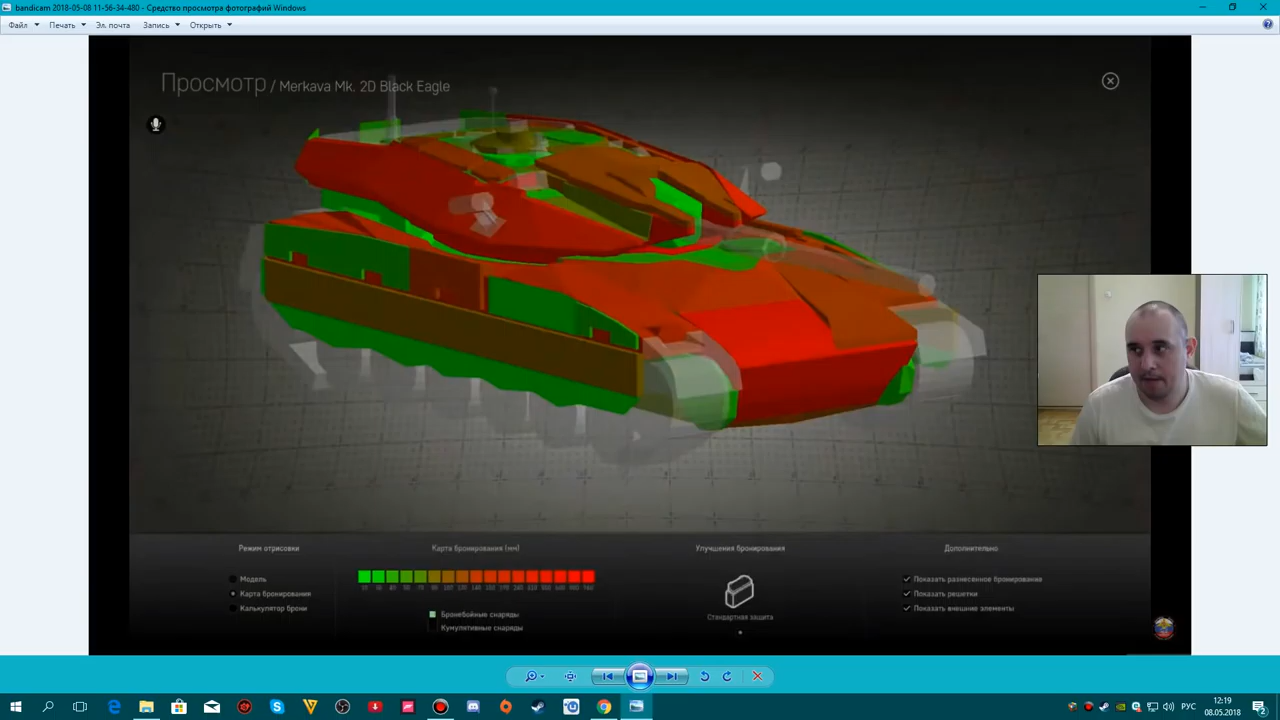 bandicam 2018-05-08 11-56-34-480 - Средство просмотра фотографий Windows
Файл Печать Эл. почта Запись Открыть
Просмотр / Merkava Mk. 2D Black Eagle
Режим отрисовки
Модель
Карта бронирования
Калькулятор брони
Карта бронирования (мм)
Бронебойные снаряды
Кумулятивные снаряды
Улучшения бронирования
Стандартная защита
Дополнительно
Показать разнесенное бронирование
Показать решетки
Показать внешние элементы
РУС
12:19
08.05.2018